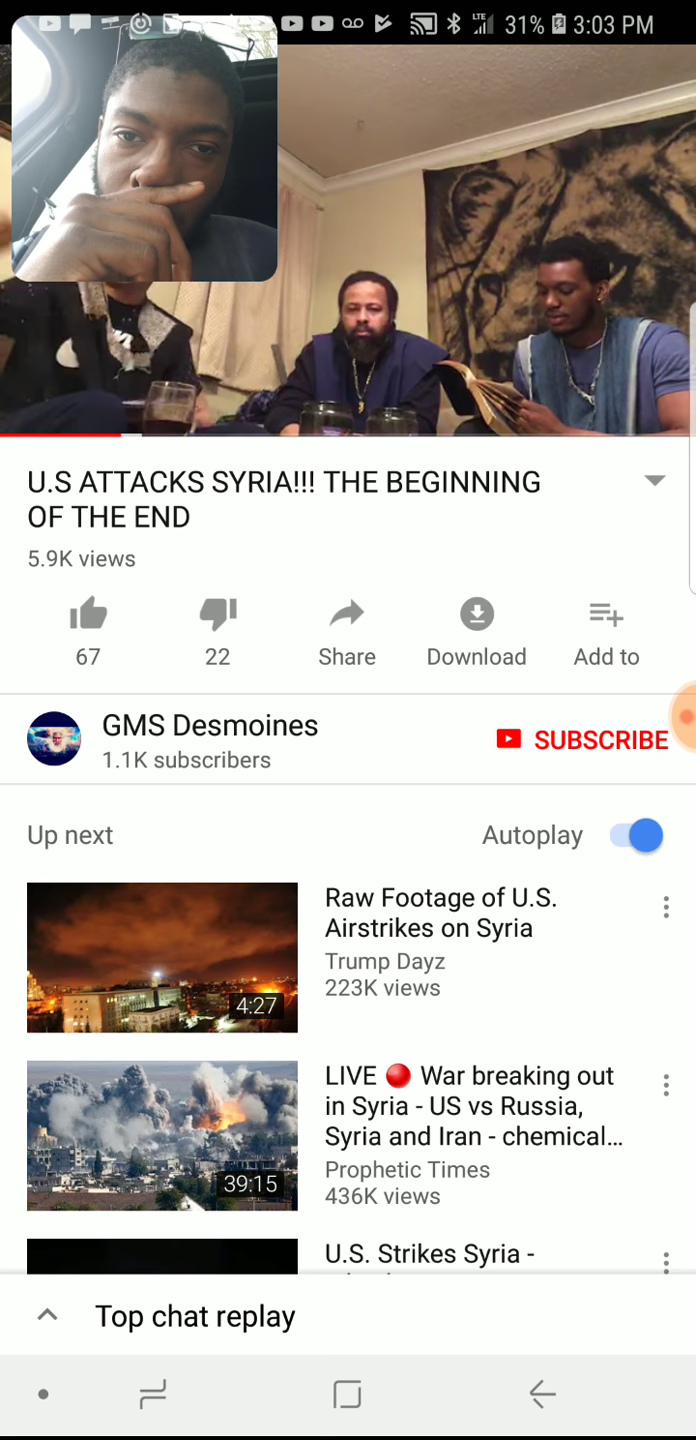 LTE 31% 3:03 PM
U.S ATTACKS SYRIA!!! THE BEGINNING
OF THE END
5.9K views
67
22
Share
Download
Add to
GMS Desmoines
1.1K subscribers
SUBSCRIBE
Up next
Autoplay
Raw Footage of U.S.
Airstrikes on Syria
Trump Dayz
223K views
4:27
LIVE 🔴 War breaking out
in Syria - US vs Russia,
Syria and Iran - chemical...
Prophetic Times
436K views
39:15
U.S. Strikes Syria -
Top chat replay